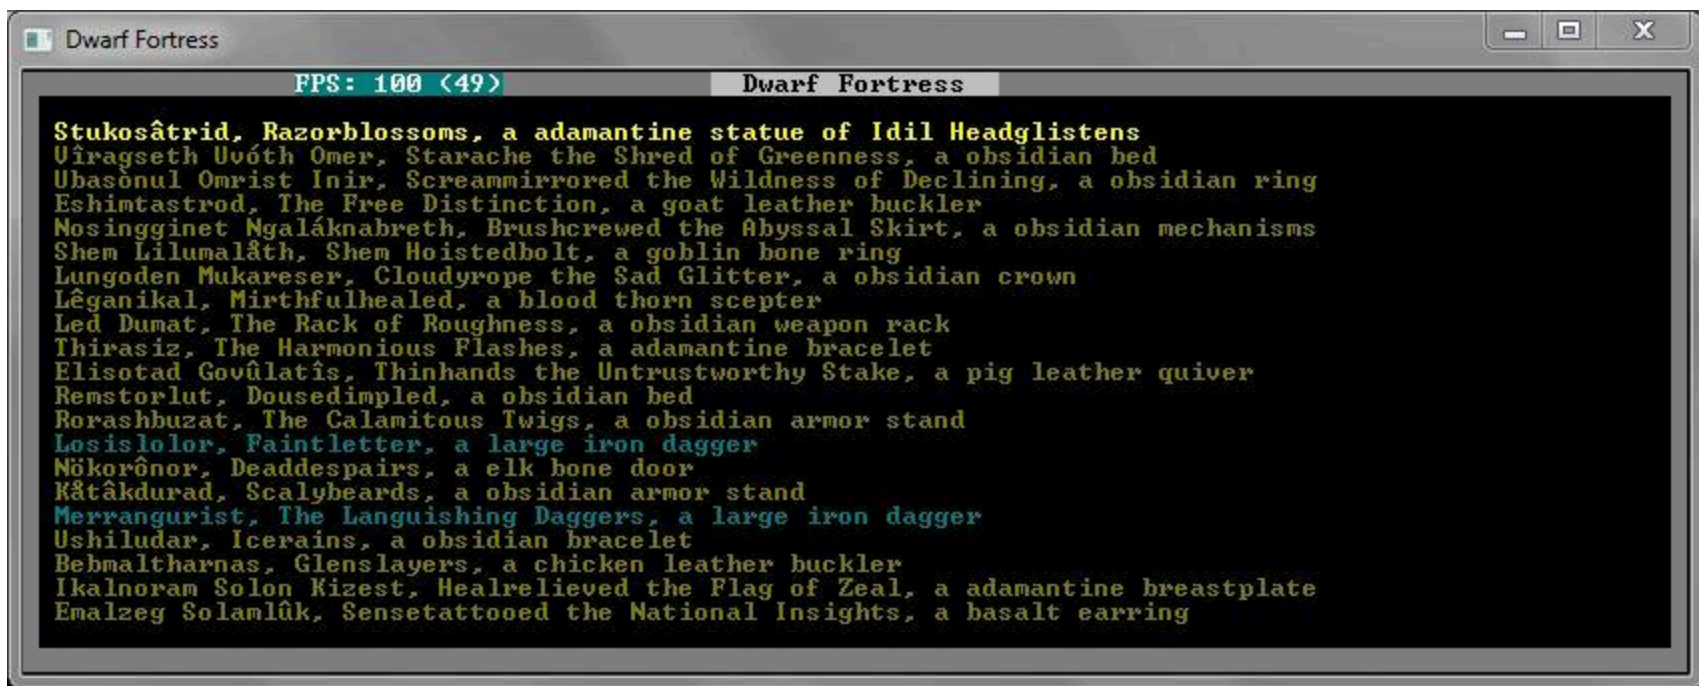 Dwarf Fortress
FPS: 100 (49) Dwarf Fortress
Stukosâtrid, Razorblossoms, a adamantine statue of Idil Headglistens
Vîragseth Uvóth Omer, Starache the Shred of Greenness, a obsidian bed
Ubasònul Omrist Inir, Screammirrored the Wildness of Declining, a obsidian ring
Eshimtastrod, The Free Distinction, a goat leather buckler
Nosingginet Ngaláknabreth, Brushcrewed the Abyssal Skirt, a obsidian mechanisms
Shem Lilumalåth, Shem Hoistedbolt, a goblin bone ring
Lungoden Mukareser, Cloudyrope the Sad Glitter, a obsidian crown
Lêganikal, Mirthfulhealed, a blood thorn scepter
Led Dumat, The Rack of Roughness, a obsidian weapon rack
Thirasiz, The Harmonious Flashes, a adamantine bracelet
Elisotad Govûlatîs, Thinhands the Untrustworthy Stake, a pig leather quiver
Remstorlut, Dousedimpled, a obsidian bed
Rorashbuzat, The Calamitous Twigs, a obsidian armor stand
Losislolor, Faintletter, a large iron dagger
Nökorônor, Deaddespairs, a elk bone door
Kåtâkdurad, Scalybeards, a obsidian armor stand
Merrangurist, The Languishing Daggers, a large iron dagger
Ushiludar, Icerains, a obsidian bracelet
Bebmaltharnas, Glenslayers, a chicken leather buckler
Ikalnoram Solon Kizest, Healrelieved the Flag of Zeal, a adamantine breastplate
Emalzeg Solamlûk, Sensetattooed the National Insights, a basalt earring